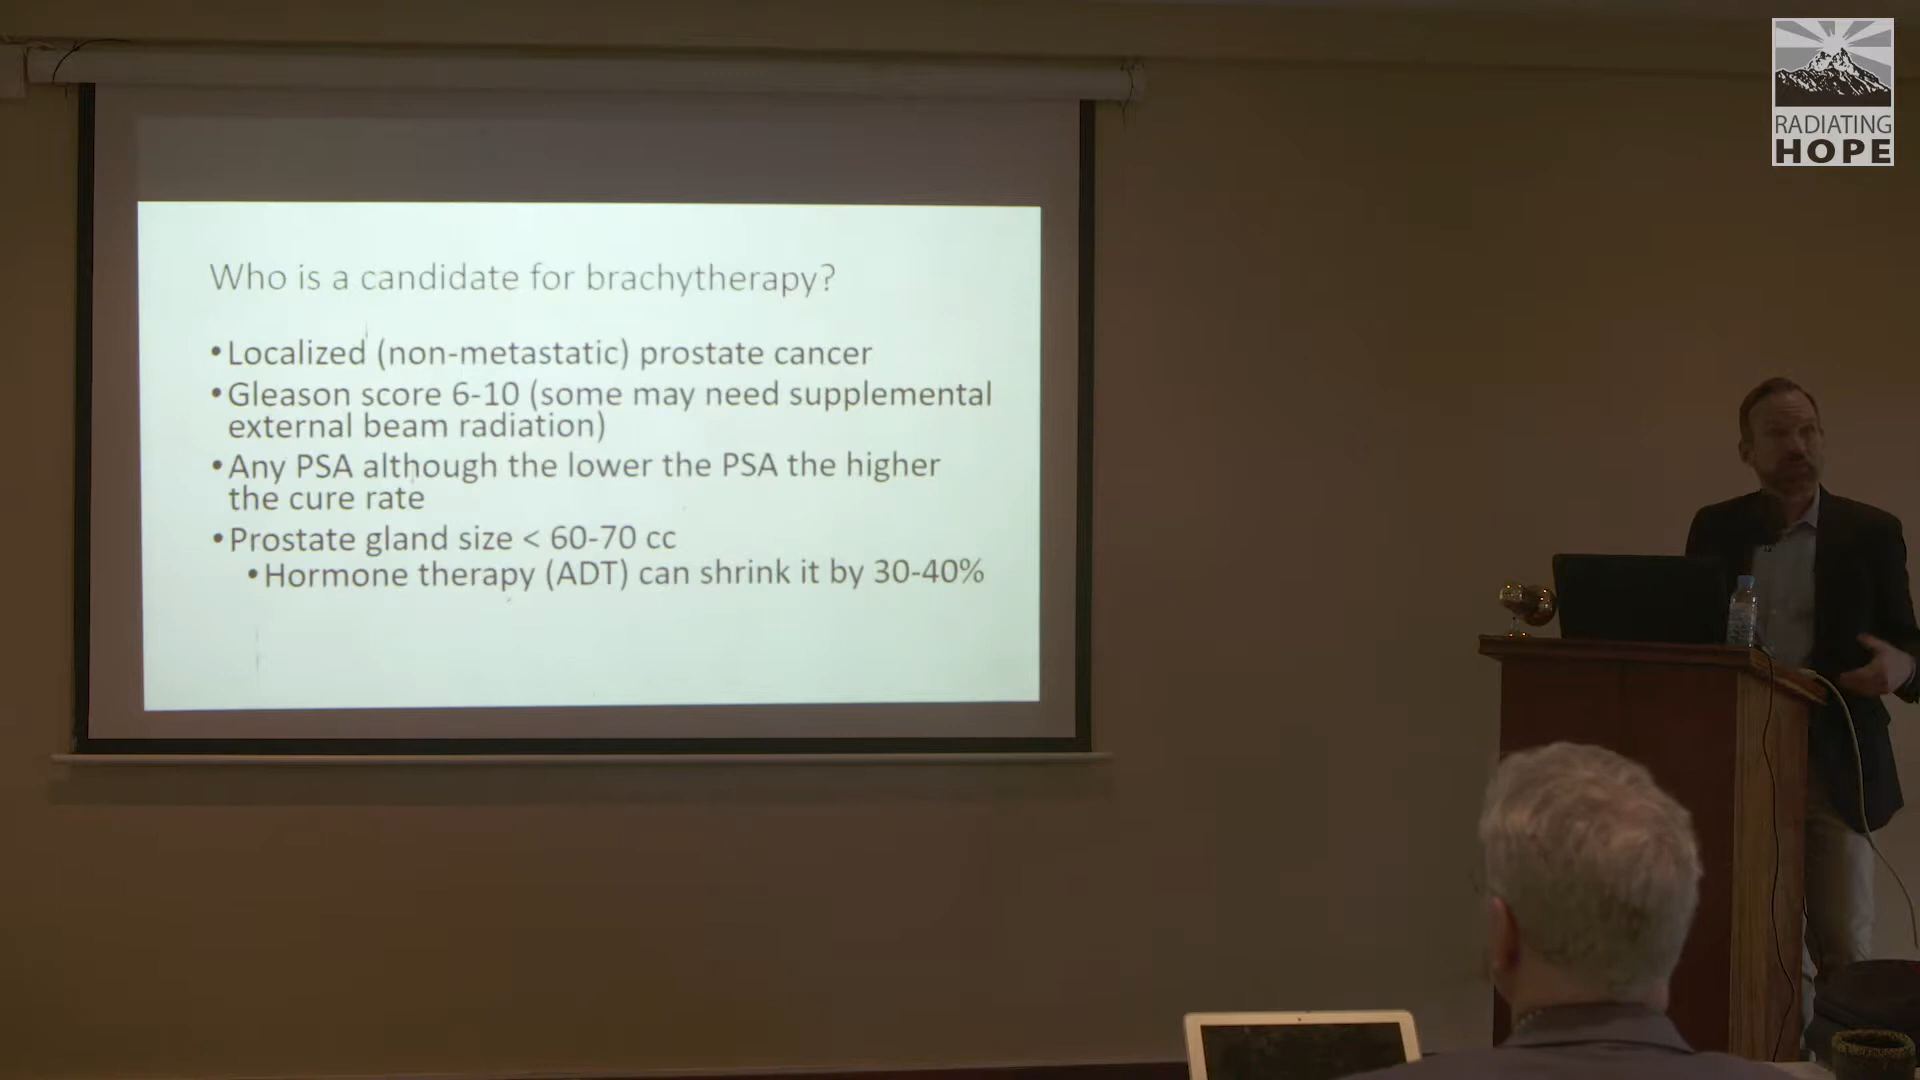 RADIATING
HOPE
Who is a candidate for brachytherapy?
•Localized (non-metastatic) prostate cancer
•Gleason score 6-10 (some may need supplemental
external beam radiation)
•Any PSA although the lower the PSA the higher
the cure rate
•Prostate gland size < 60-70 cc
•Hormone therapy (ADT) can shrink it by 30-40%